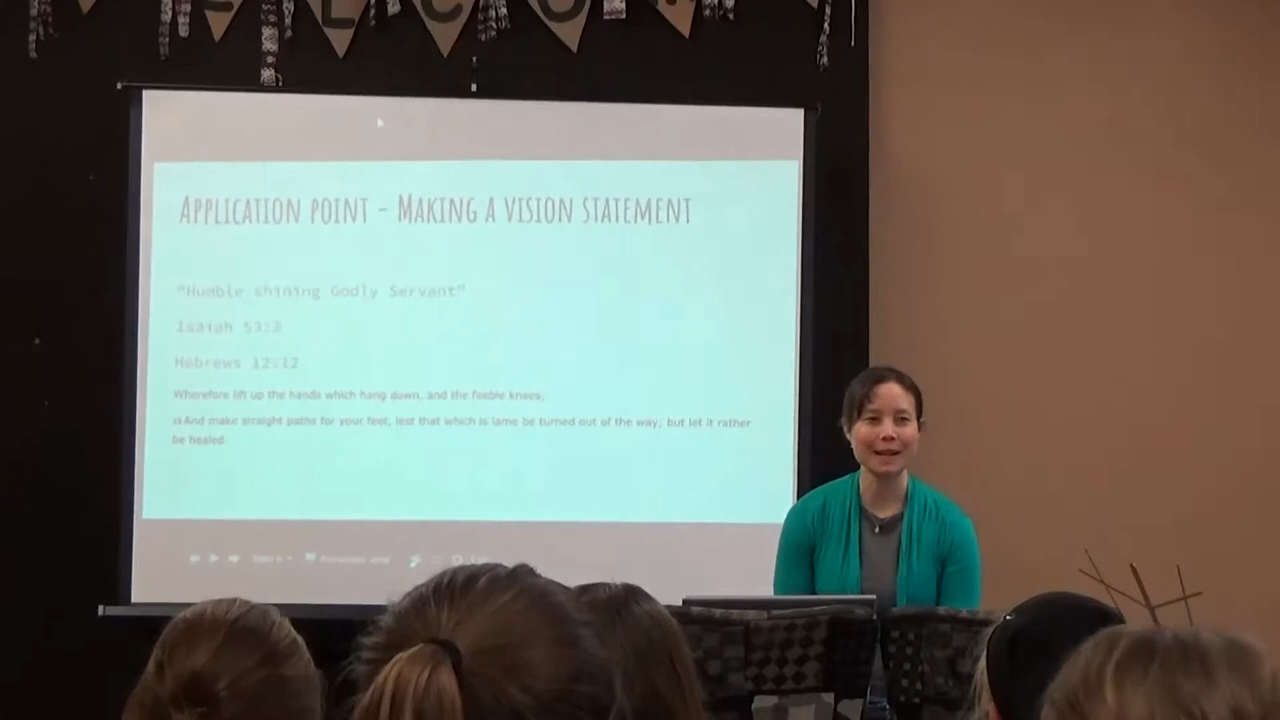 ELCO
APPLICATION POINT - MAKING A VISION STATEMENT
"Humble shining Godly Servant"
Isaiah 53:3
Hebrews 12:12
Wherefore lift up the hands which hang down, and the feeble knees,
And make straight paths for your feet, lest that which is lame be turned out of the way; but let it rather
be healed.